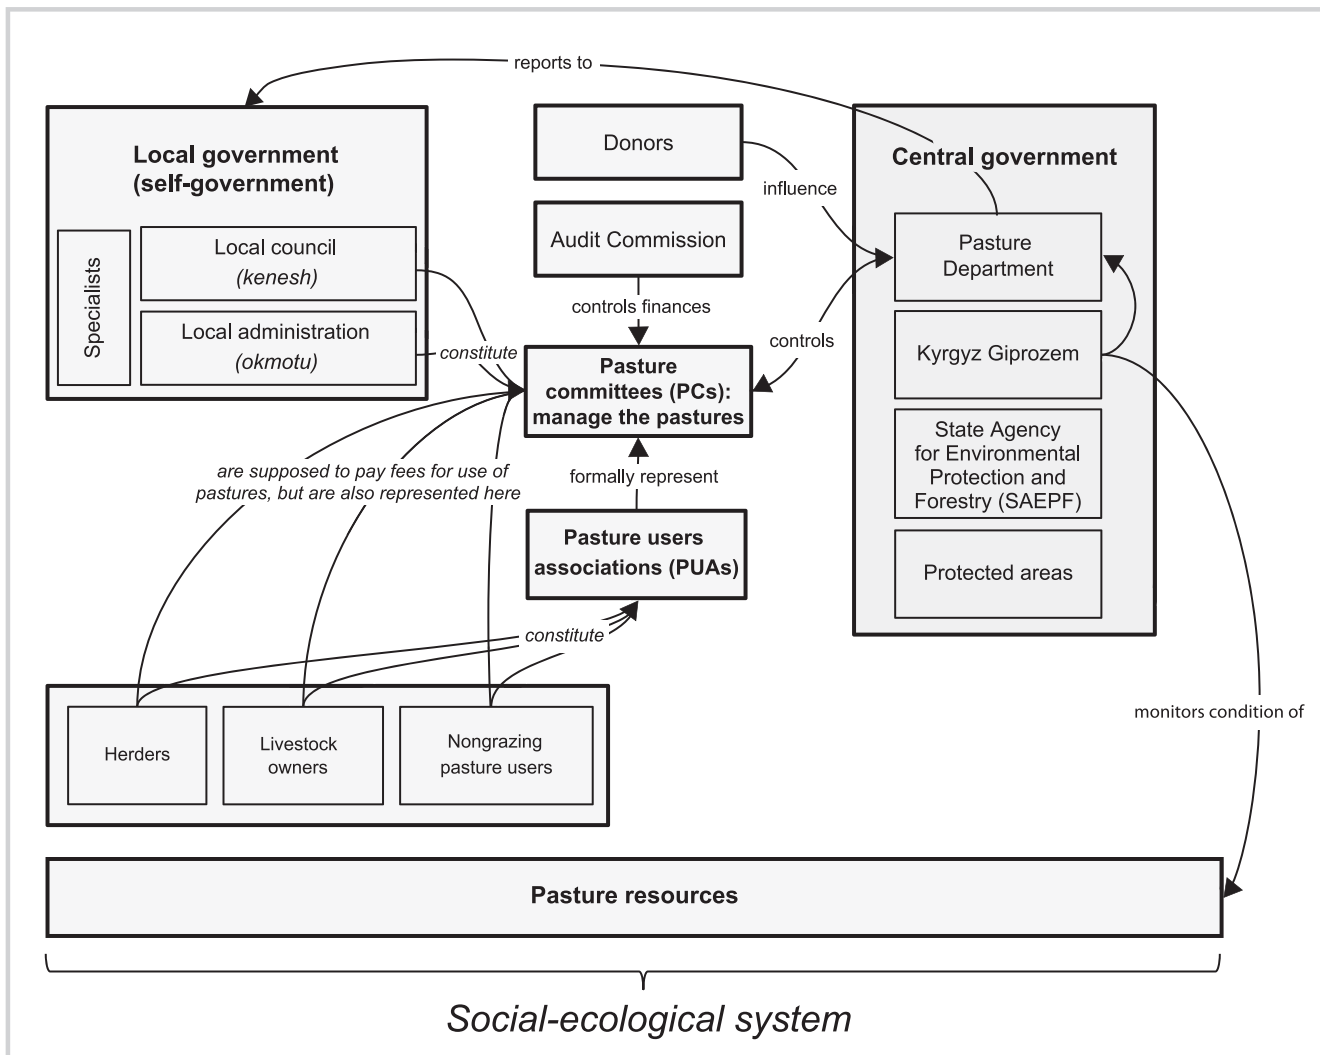 reports to
Local government
(self-government)
Specialists
Local council
(kenesh)
Local administration
(okmotu)
constitute
Donors
influence
Audit Commission
controls finances
controls
Pasture
committees (PCs):
manage the pastures
Central government
Pasture
Department
Kyrgyz Giprozem
State Agency
for Environmental
Protection and
Forestry (SAEPF)
Protected areas
are supposed to pay fees for use of
pastures, but are also represented here
formally represent
Pasture users
associations (PUAs)
constitute
Herders
Livestock
owners
Nongrazing
pasture users
monitors condition of
Pasture resources
Social-ecological system